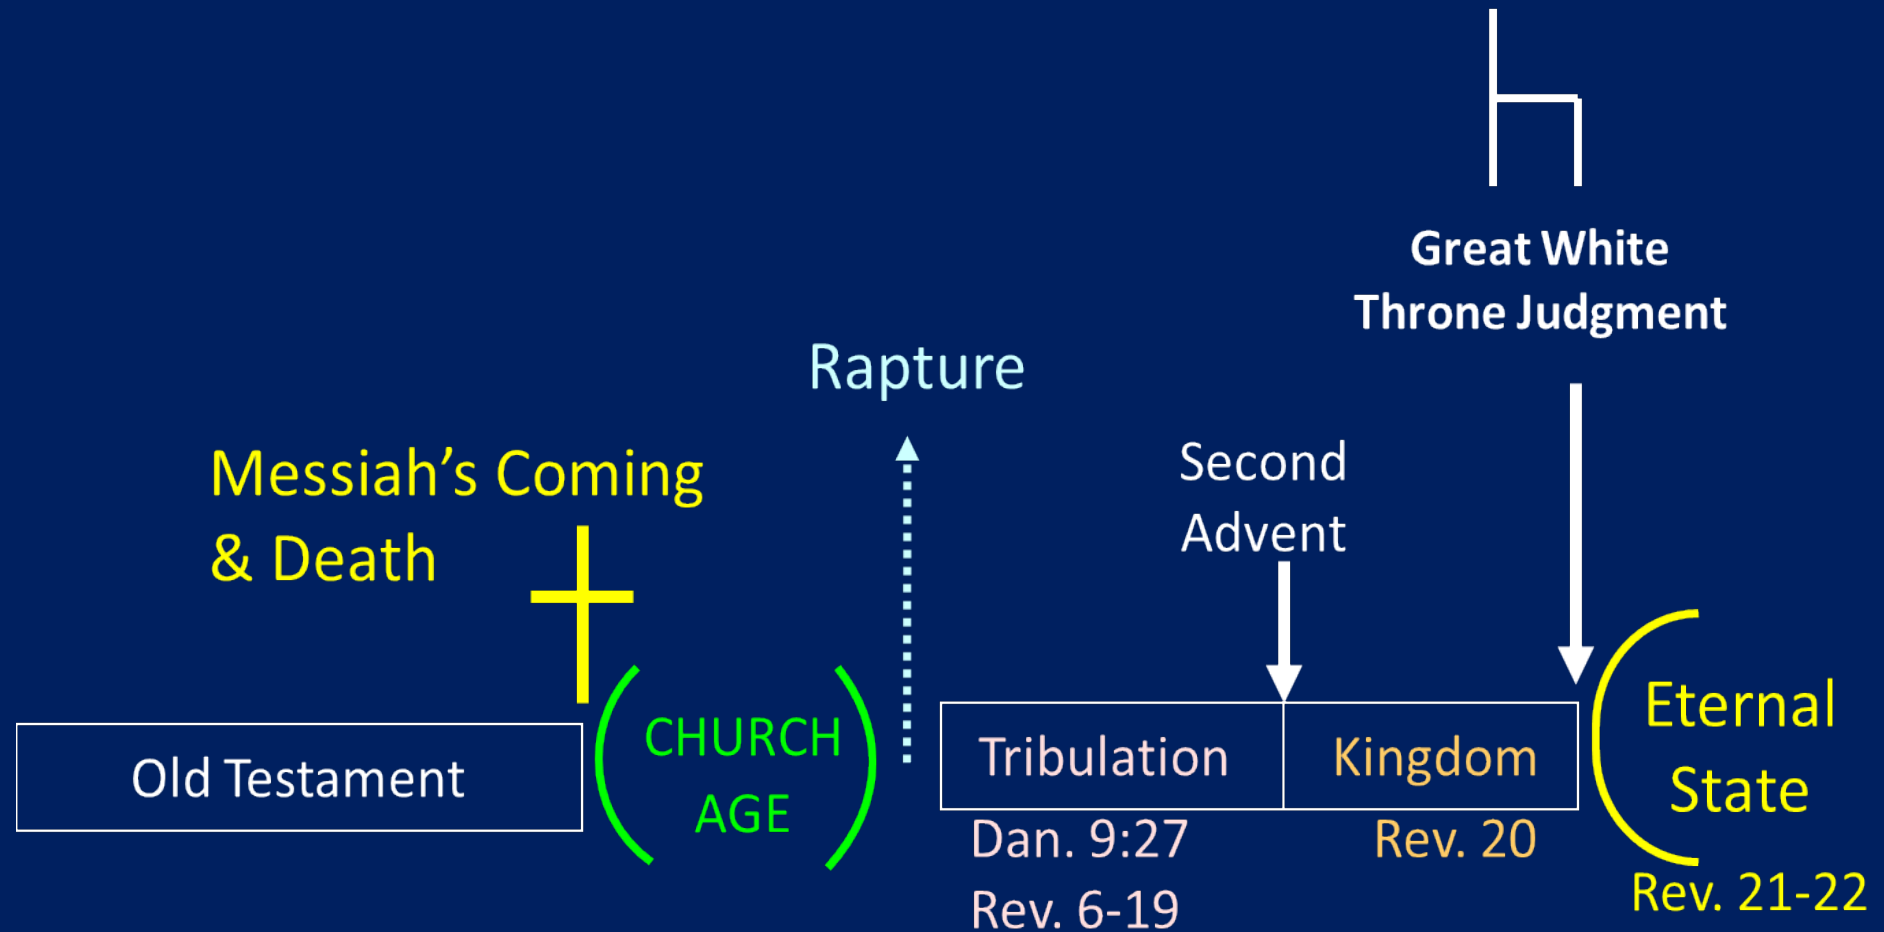 Great White
Throne Judgment
Rapture
Messiah’s Coming
& Death
Second
Advent
Old Testament
CHURCH
AGE
Tribulation
Kingdom
Eternal
State
Dan. 9:27
Rev. 6-19
Rev. 20
Rev. 21-22